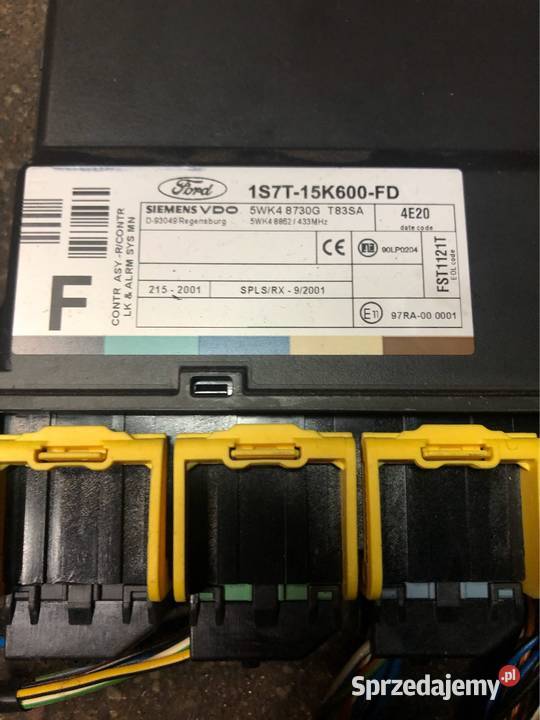 Ford
1S7T-15K600-FD
SIEMENS VDO 5WK4 8730G T83SA
D-93049 Regensburg 5WK4 8862 / 433MHz
4E20
date code
CE
90LP0204
FST1121T
EOL code
215 - 2001
SPLS/RX - 9/2001
E11
97RA-00 0001
F
CONTR ASY -R/CONTR
LK & ALRM SYS MN
Sprzedajemy.pl